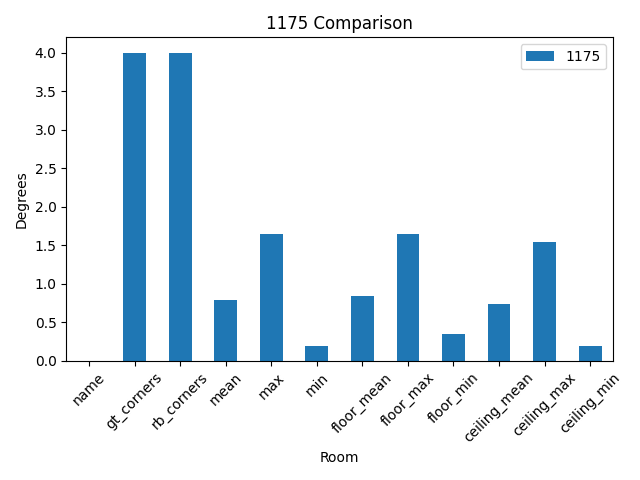 1175 Comparison
1175
Degrees
4.0
3.5
3.0
2.5
2.0
1.5
1.0
0.5
0.0
name
gt_corners
rb_corners
mean
max
min
floor_mean
floor_max
floor_min
ceiling_mean
ceiling_max
ceiling_min
Room